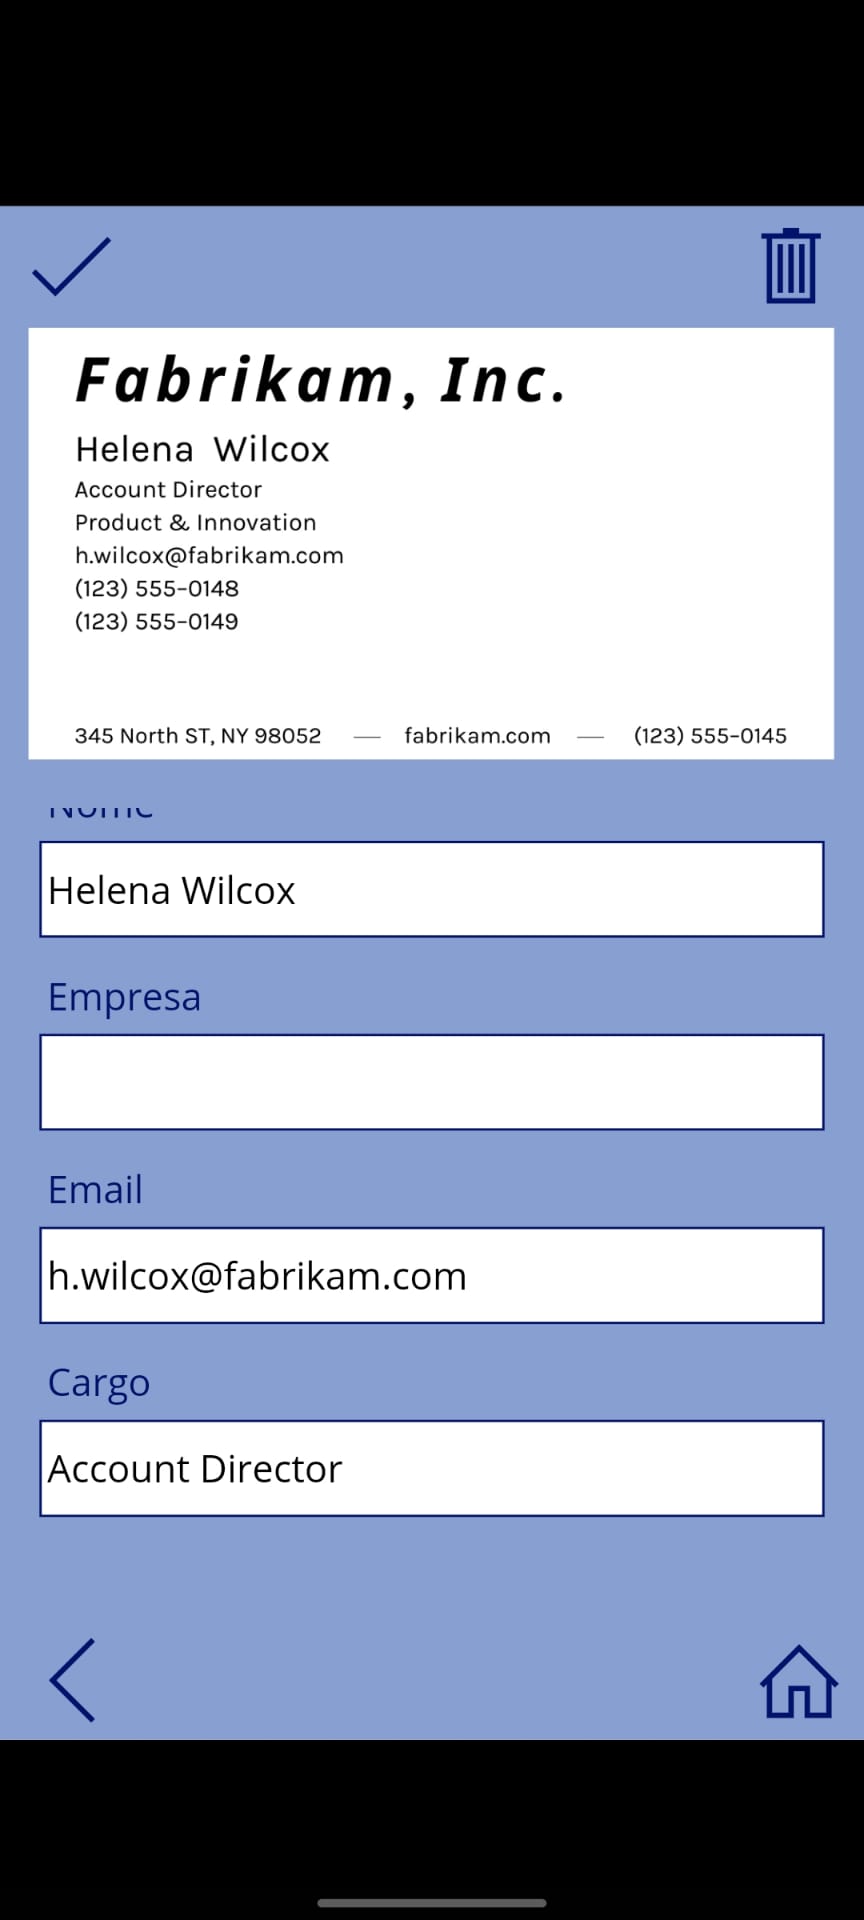 Fabrikam, Inc.
Helena Wilcox
Account Director
Product & Innovation
h.wilcox@fabrikam.com
(123) 555-0148
(123) 555-0149
345 North ST, NY 98052 — fabrikam.com — (123) 555-0145
Nome
Helena Wilcox
Empresa
Email
h.wilcox@fabrikam.com
Cargo
Account Director